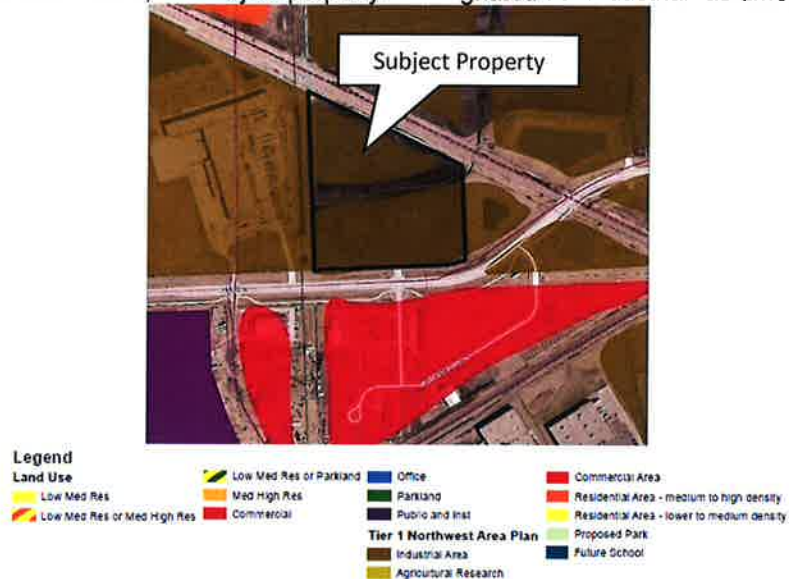 Subject Property
Legend
Land Use
Low Med Res
Low Med Res or Med High Res
Low Med Res or Parkland
Med High Res
Commercial
Office
Parkland
Public and Inst
Tier 1 Northwest Area Plan
Industrial Area
Agricultural Research
Commercial Area
Residential Area - medium to high density
Residential Area - lower to medium density
Proposed Park
Future School